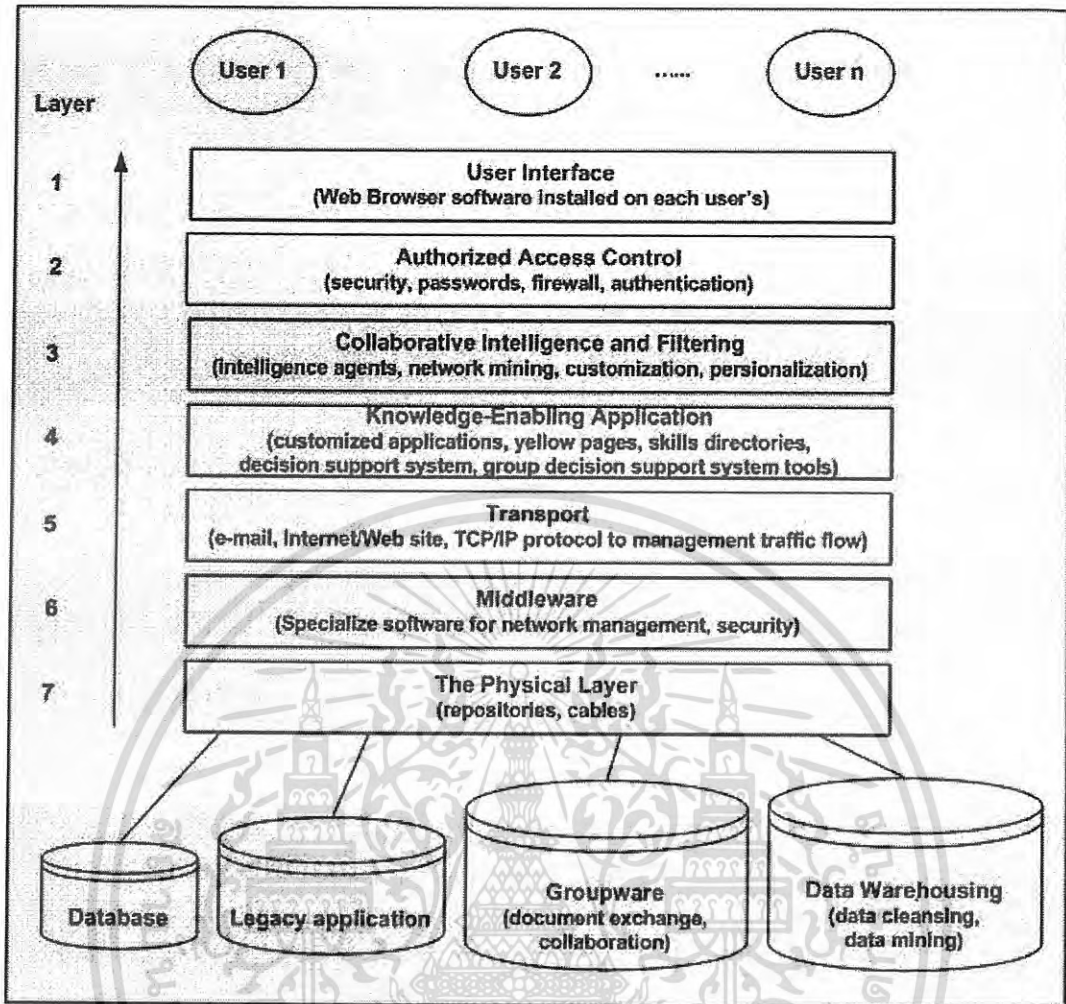 User 1 User 2 ...... User n
Layer
1 User Interface
(Web Browser software installed on each user's)
2 Authorized Access Control
(security, passwords, firewall, authentication)
3 Collaborative Intelligence and Filtering
(intelligence agents, network mining, customization, persionalization)
4 Knowledge-Enabling Application
(customized applications, yellow pages, skills directories,
decision support system, group decision support system tools)
5 Transport
(e-mail, Internet/Web site, TCP/IP protocol to management traffic flow)
6 Middleware
(Specialize software for network management, security)
7 The Physical Layer
(repositories, cables)
Database
Legacy application
Groupware
(document exchange,
collaboration)
Data Warehousing
(data cleansing,
data mining)